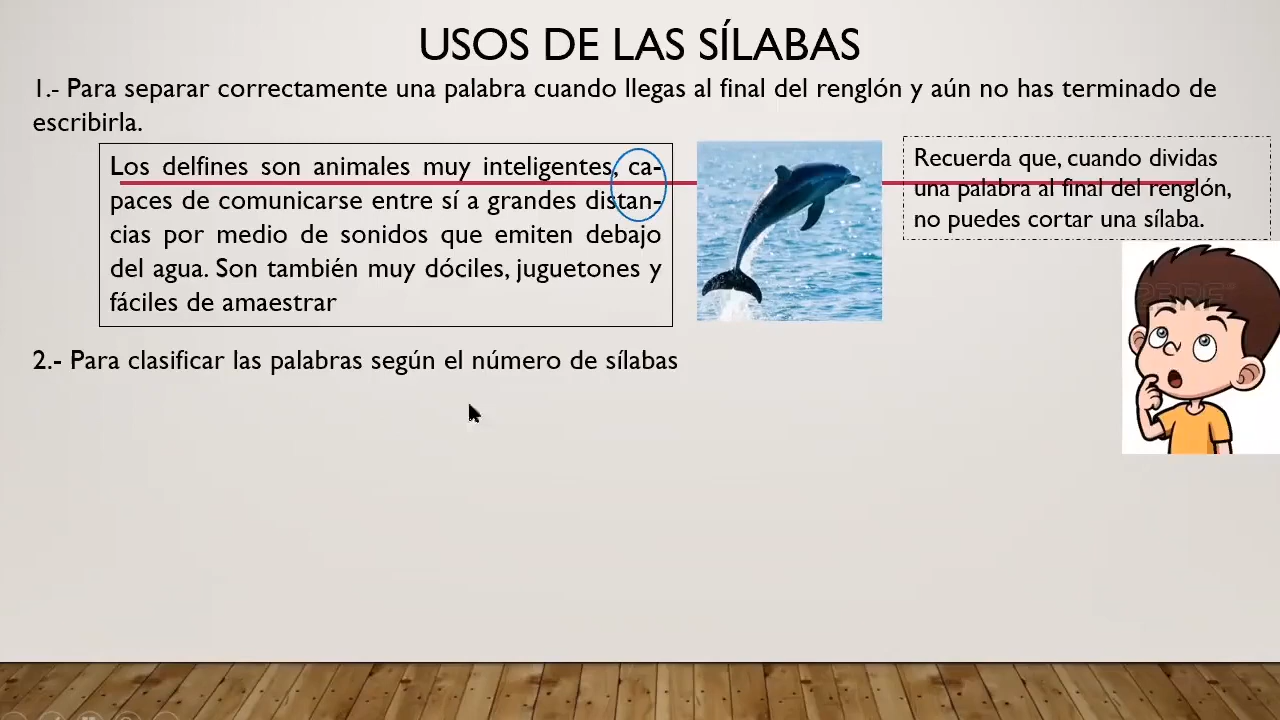 USOS DE LAS SÍLABAS
1.- Para separar correctamente una palabra cuando llegas al final del renglón y aún no has terminado de
escribirla.
Los delfines son animales muy inteligentes, ca-
paces de comunicarse entre sí a grandes distan-
cias por medio de sonidos que emiten debajo
del agua. Son también muy dóciles, juguetones y
fáciles de amaestrar
Recuerda que, cuando dividas
una palabra al final del renglón,
no puedes cortar una sílaba.
2.- Para clasificar las palabras según el número de sílabas